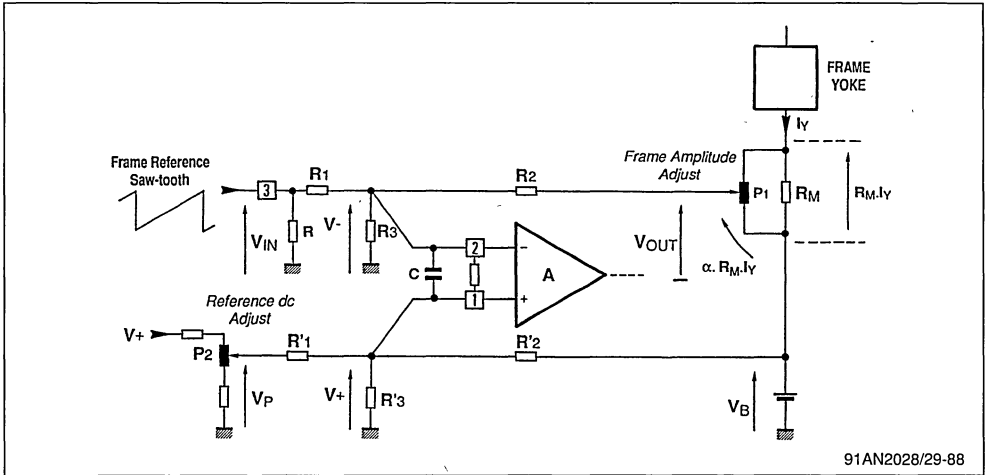 FRAME
YOKE
IY
Frame Amplitude
Adjust
P1
RM
RM.IY
Frame Reference
Saw-tooth
3
R1
R2
VIN
R
V-
R3
2
−
C
A
VOUT
α. RM.IY
1
+
Reference dc
Adjust
V+
P2
R'1
R'2
VP
V+
R'3
VB
91AN2028/29-88